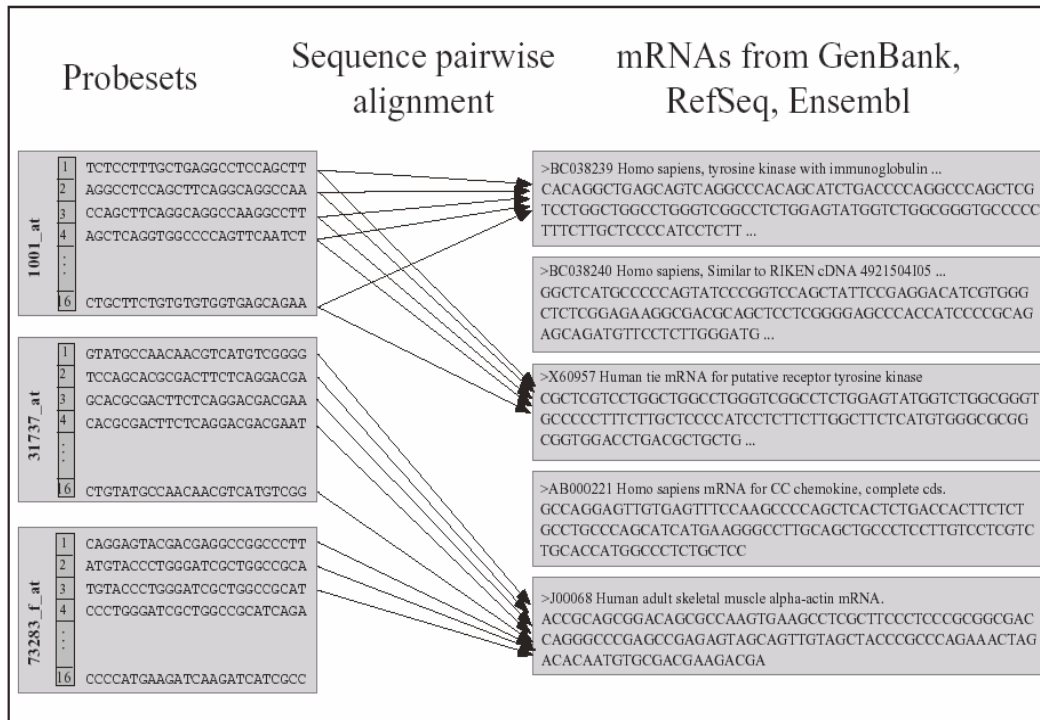 Probesets
Sequence pairwise
alignment
mRNAs from GenBank,
RefSeq, Ensembl
1001_at
1 TCTCCTTTGCTGAGGCCTCCAGCTT
2 AGGCCTCCAGCTTCAGGCAGGCCAA
3 CCAGCTTCAGGCAGGCCAAGGCCTT
4 AGCTCAGGTGGCCCCAGTTCAATCT
⋮
16 CTGCTTCTGTGTGTGGTGAGCAGAA
31737_at
1 GTATGCCAACAACGTCATGTCGGGG
2 TCCAGCACGCGACTTCTCAGGACGA
3 GCACGCGACTTCTCAGGACGACGAA
4 CACGCGACTTCTCAGGACGACGAAT
⋮
16 CTGTATGCCAACAACGTCATGTCGG
73283_f_at
1 CAGGAGTACGACGAGGCCGGCCCTT
2 ATGTACCCTGGGATCGCTGGCCGCA
3 TGTACCCTGGGATCGCTGGCCGCAT
4 CCCTGGGATCGCTGGCCGCATCAGA
⋮
16 CCCCATGAAGATCAAGATCATCGCC
>BC038239 Homo sapiens, tyrosine kinase with immunoglobulin ...
CACAGGCTGAGCAGTCAGGCCCACAGCATCTGACCCCAGGCCCAGCTCG
TCCTGGCTGGCCTGGGTCGGCCTCTGGAGTATGGTCTGGCGGGTGCCCCC
TTTCTTGCTCCCCATCCTCTT ...
>BC038240 Homo sapiens, Similar to RIKEN cDNA 4921504I05 ...
GGCTCATGCCCCCAGTATCCCGGTCCAGCTATTCCGAGGACATCGTGGG
CTCTCGGAGAAGGCGACGCAGCTCCTCGGGGAGCCCACCATCCCCGCAG
AGCAGATGTTCCTCTTGGGATG ...
>X60957 Human tie mRNA for putative receptor tyrosine kinase
CGCTCGTCCTGGCTGGCCTGGGTCGGCCTCTGGAGTATGGTCTGGCGGGT
GCCCCCTTTCTTGCTCCCCATCCTCTTCTTGGCTTCTCATGTGGGCGCGG
CGGTGGACCTGACGCTGCTG ...
>AB000221 Homo sapiens mRNA for CC chemokine, complete cds.
GCCAGGAGTTGTGAGTTTCCAAGCCCCAGCTCACTCTGACCACTTCTCT
GCCTGCCCAGCATCATGAAGGGCCTTGCAGCTGCCCTCCTTGTCCTCGTC
TGCACCATGGCCCTCTGCTCC
>J00068 Human adult skeletal muscle alpha-actin mRNA.
ACCGCAGCGGACAGCGCCAAGTGAAGCCTCGCTTCCCTCCCGCGGCGAC
CAGGGCCCGAGCCGAGAGTAGCAGTTGTAGCTACCCGCCCAGAAACTAG
ACACAATGTGCGACGAAGACGA